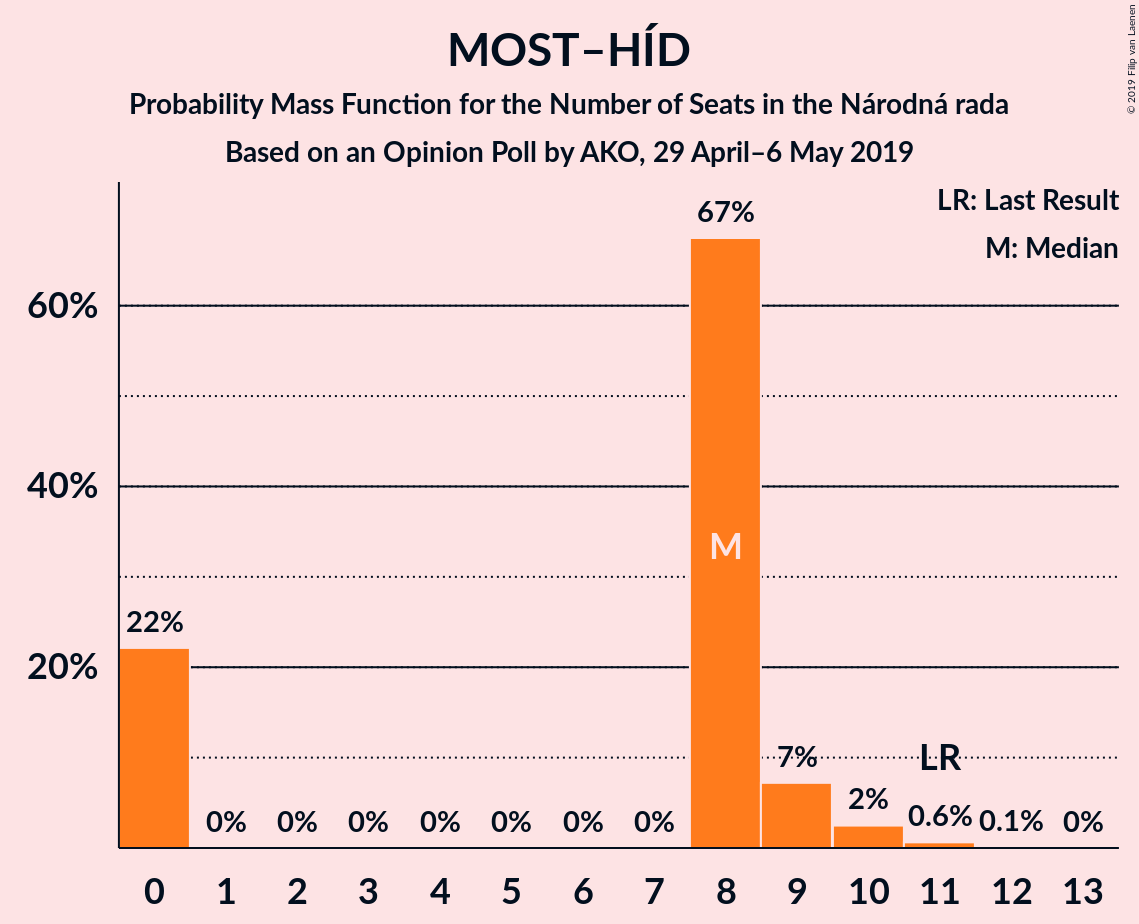 MOST–HÍD
Probability Mass Function for the Number of Seats in the Národná rada
Based on an Opinion Poll by AKO, 29 April–6 May 2019
© 2019 Filip van Laenen
LR: Last Result
M: Median
60%
40%
20%
22%
0%
0%
0%
0%
0%
0%
0%
67%
M
7%
2%
LR
0.6%
0.1%
0%
0 1 2 3 4 5 6 7 8 9 10 11 12 13